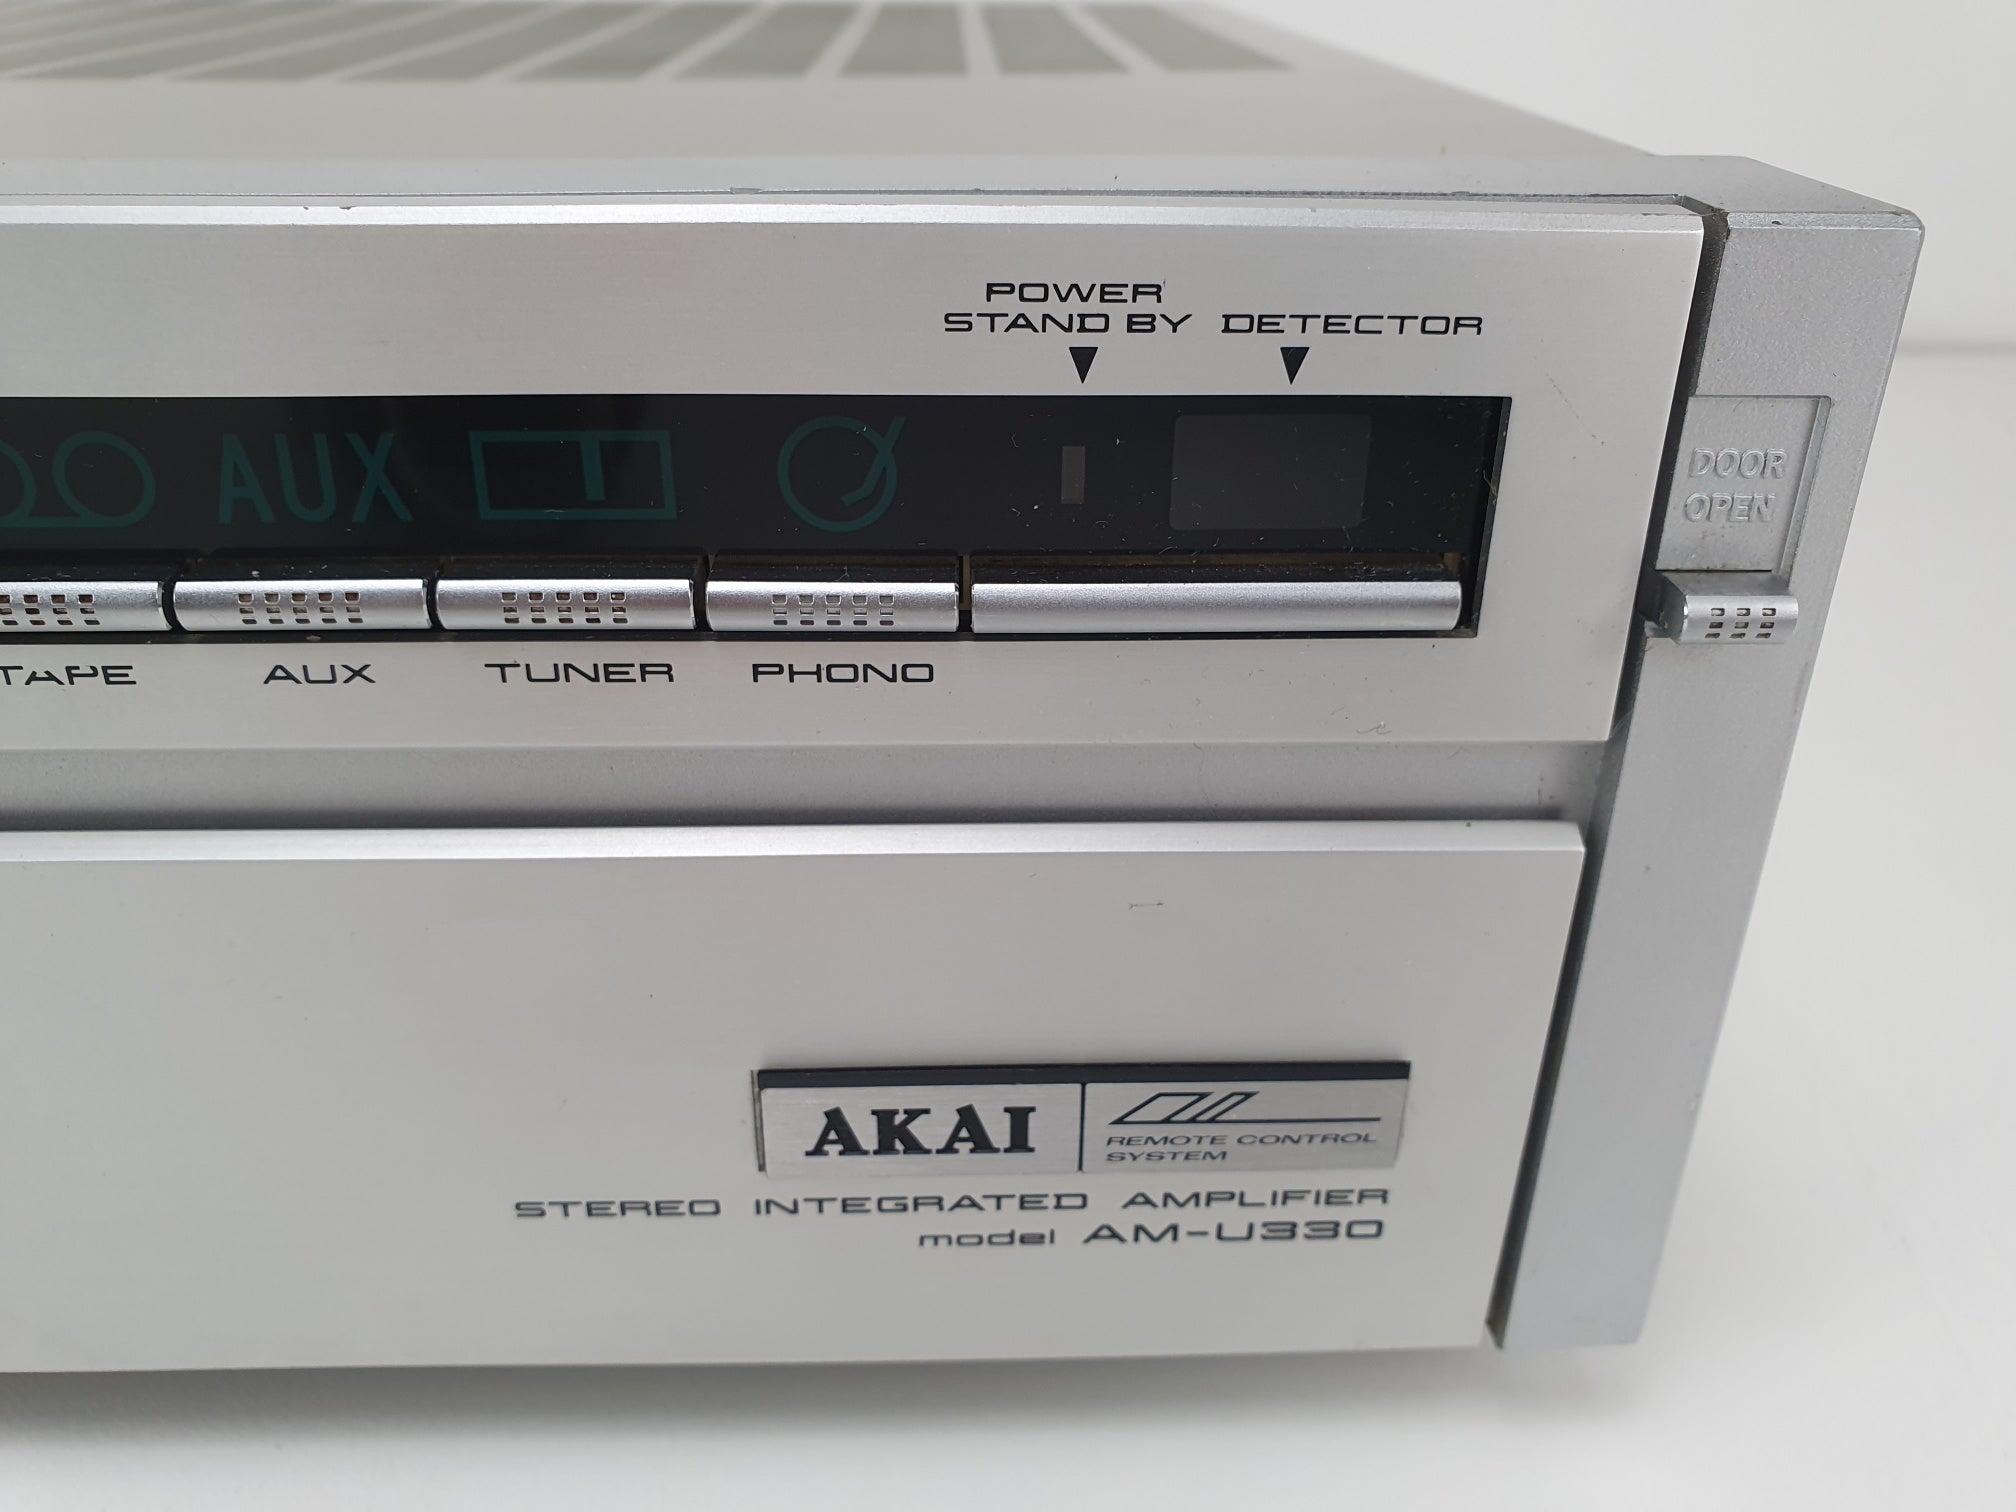 POWER
STAND BY DETECTOR
AUX
DOOR
OPEN
TAPE AUX TUNER PHONO
AKAI
REMOTE CONTROL
SYSTEM
STEREO INTEGRATED AMPLIFIER
model AM-U330